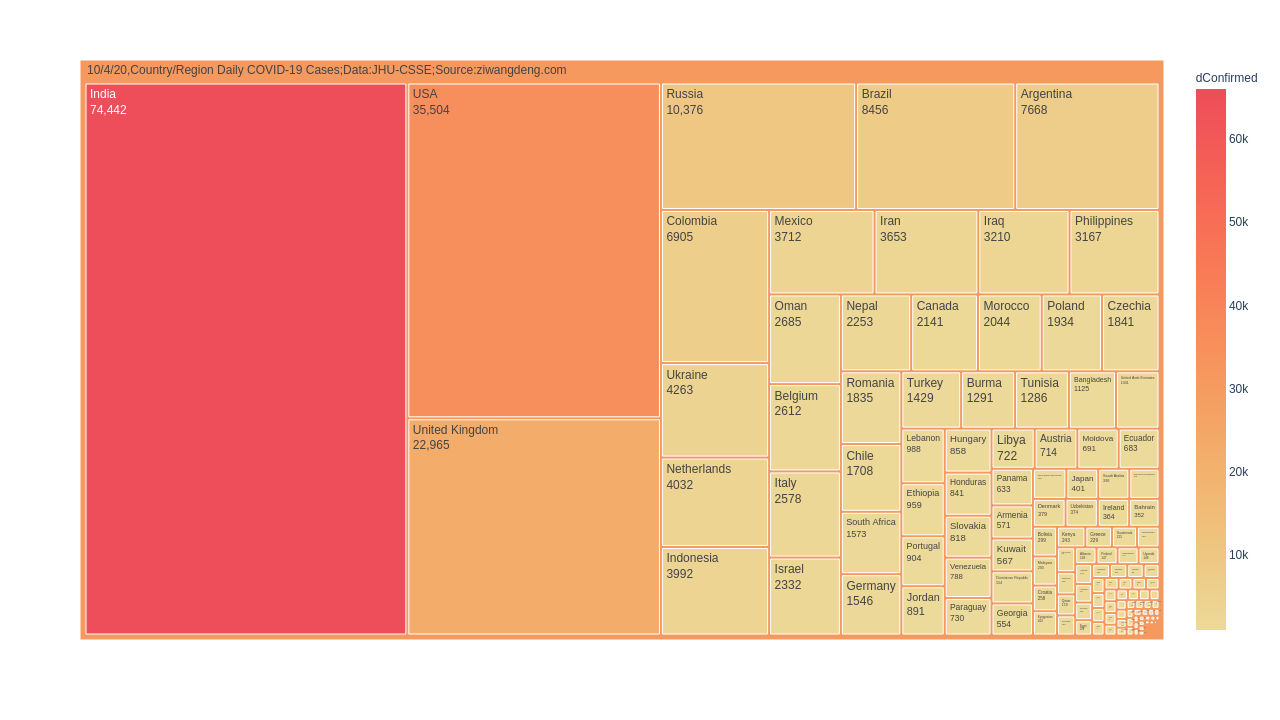 10/4/20,Country/Region Daily COVID-19 Cases;Data:JHU-CSSE;Source:ziwangdeng.com
India
74,442
USA
35,504
United Kingdom
22,965
Russia
10,376
Brazil
8456
Argentina
7668
Colombia
6905
Ukraine
4263
Netherlands
4032
Indonesia
3992
Mexico
3712
Iran
3653
Iraq
3210
Philippines
3167
Oman
2685
Belgium
2612
Italy
2578
Israel
2332
Nepal
2253
Canada
2141
Morocco
2044
Poland
1934
Czechia
1841
Romania
1835
Chile
1708
South Africa
1573
Germany
1546
Turkey
1429
Burma
1291
Tunisia
1286
Bangladesh
1125
United Arab Emirates
Lebanon
988
Ethiopia
959
Portugal
904
Jordan
891
Hungary
858
Honduras
841
Slovakia
818
Venezuela
788
Paraguay
730
Libya
722
Austria
714
Moldova
691
Ecuador
683
Panama
633
Armenia
571
Kuwait
567
Dominican Republic
Georgia
554
Japan
401
Saudi Arabia
Denmark
379
Uzbekistan
374
Ireland
364
Bahrain
352
Bolivia
299
Malaysia
Croatia
258
Kyrgyzstan
Kenya
243
Greece
229
Guatemala
dConfirmed
60k
50k
40k
30k
20k
10k